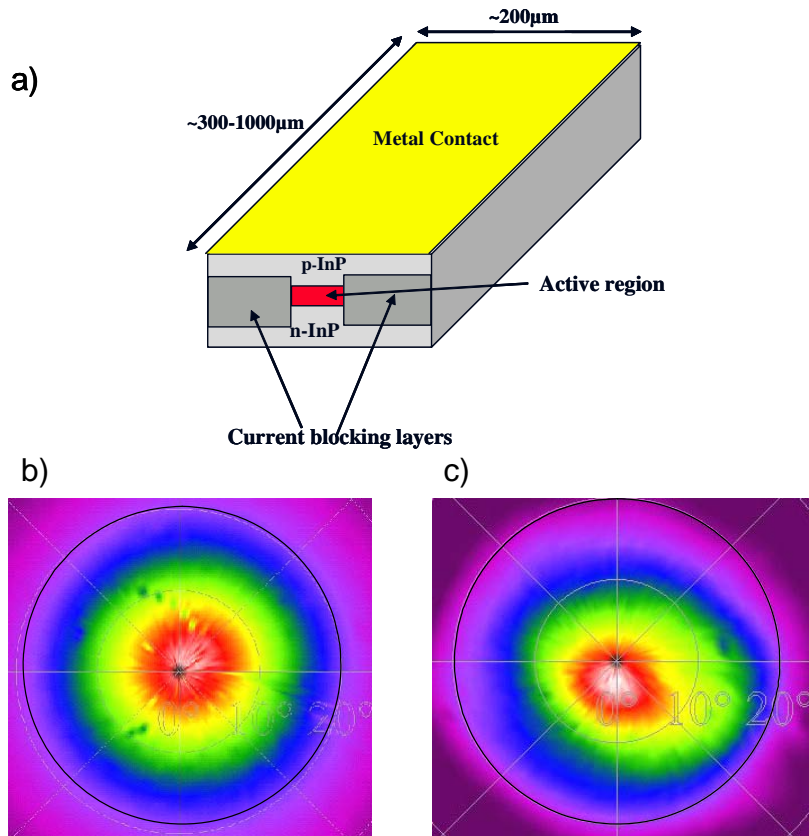 ~200µm
a)
~300-1000µm
Metal Contact
p-InP
Active region
n-InP
Current blocking layers
b)
c)
0° 10° 20°
0° 10° 20°